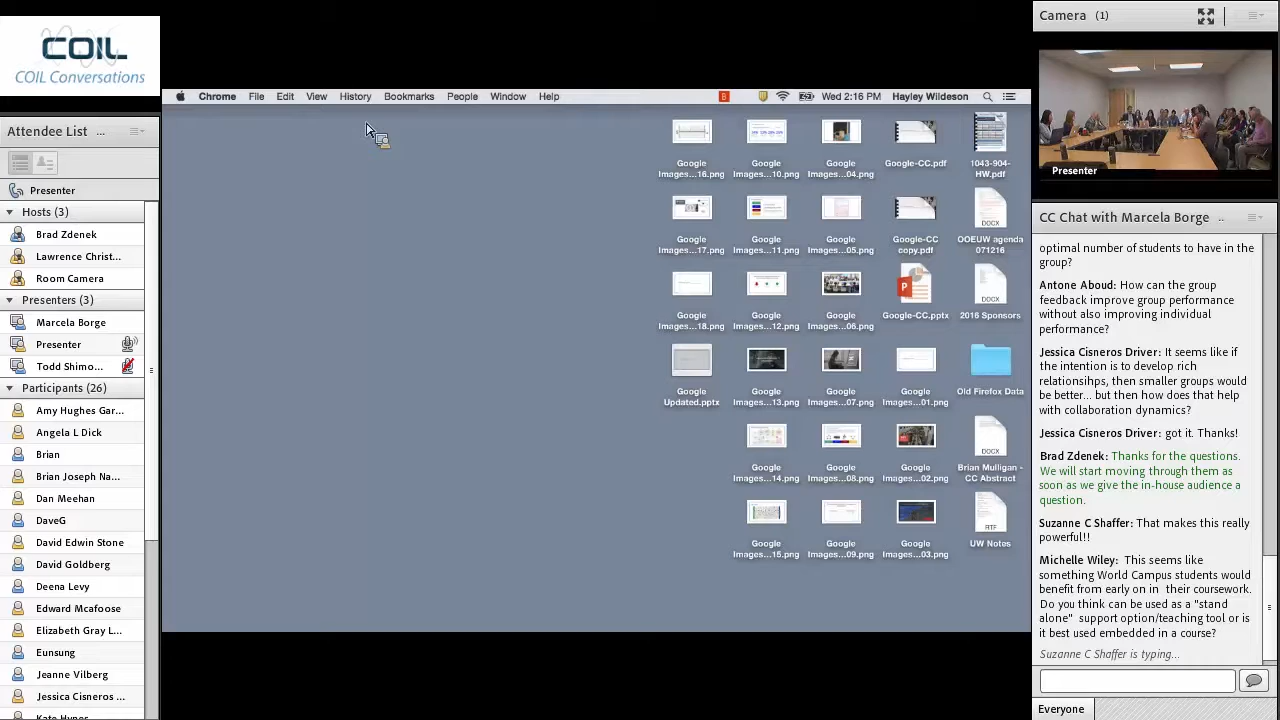 COIL
COIL Conversations
Attendee List ...
Presenter
Hosts (3)
Brad Zdenek
Lawrence Christ...
Room Camera
Presenters (3)
Marcela Borge
Presenter
Todd Shimo...
Participants (26)
Amy Hughes Gar...
Angela L Dick
Brian
Brian Joseph Na...
Dan Meehan
DaveG
David Edwin Stone
David Goldberg
Deena Levy
Edward Mcafoose
Elizabeth Gray L...
Eunsung
Jeanne Vilberg
Jessica Cisneros ...
Kate Hynes
Chrome File Edit View History Bookmarks People Window Help
Wed 2:16 PM Hayley Wildeson
Google
Images...16.png
Google
Images...10.png
Google
Images...04.png
Google-CC.pdf
1043-904-
HW.pdf
Google
Images...17.png
Google
Images...11.png
Google
Images...05.png
Google-CC
copy.pdf
DOCX
OOEUW agenda
071216
Google
Images...18.png
Google
Images...12.png
Google
Images...06.png
Google-CC.pptx
DOCX
2016 Sponsors
Google
Updated.pptx
Google
Images...13.png
Google
Images...07.png
Google
Images...01.png
Old Firefox Data
Google
Images...14.png
Google
Images...08.png
Google
Images...02.png
DOCX
Brian Mulligan -
CC Abstract
Google
Images...15.png
Google
Images...09.png
Google
Images...03.png
RTF
UW Notes
Camera (1)
Presenter
CC Chat with Marcela Borge ..
optimal number of students to have in the
group?
Antone Aboud: How can the group
feedback improve group performance
without also improving individual
performance?
Jessica Cisneros Driver: It seems like if
the intention is to develop rich
relationsihps, then smaller groups would
be better... but then how does that help
with collaboration dynamics?
Jessica Cisneros Driver: got it. Thanks!
Brad Zdenek: Thanks for the questions.
We will start moving through them as
soon as we give the in-house audience a
question.
Suzanne C Shaffer: That makes this really
powerful!!
Michelle Wiley: This seems like
something World Campus students would
benefit from early on in their coursework.
Do you think can be used as a "stand
alone" support option/teaching tool or is
it best used embedded in a course?
Suzanne C Shaffer is typing...
Everyone